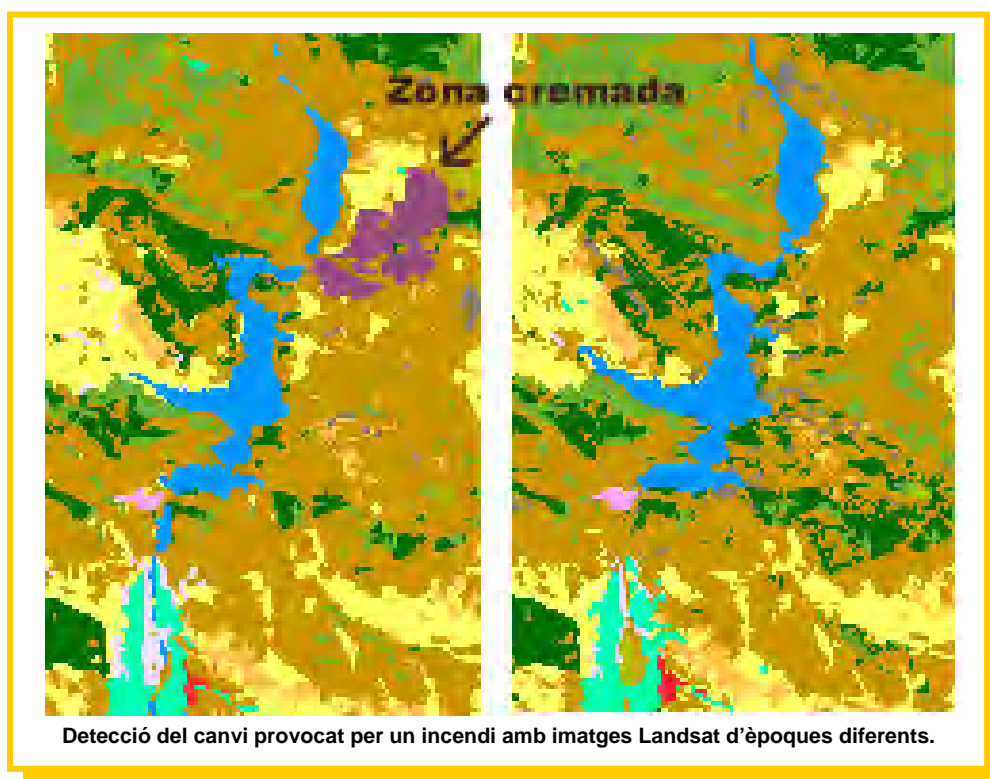 Zona cremada
Detecció del canvi provocat per un incendi amb imatges Landsat d'èpoques diferents.